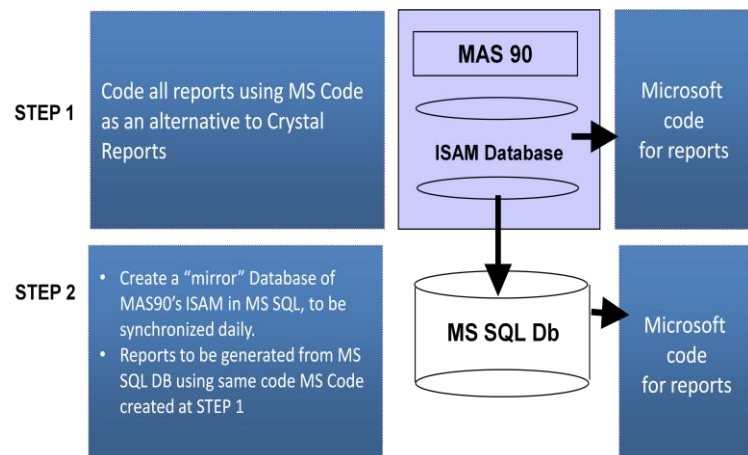 STEP 1
Code all reports using MS Code
as an alternative to Crystal
Reports
MAS 90
ISAM Database
Microsoft
code
for reports
STEP 2
• Create a “mirror” Database of
MAS90’s ISAM in MS SQL, to be
synchronized daily.
• Reports to be generated from MS
SQL DB using same code MS Code
created at STEP 1
MS SQL Db
Microsoft
code
for reports